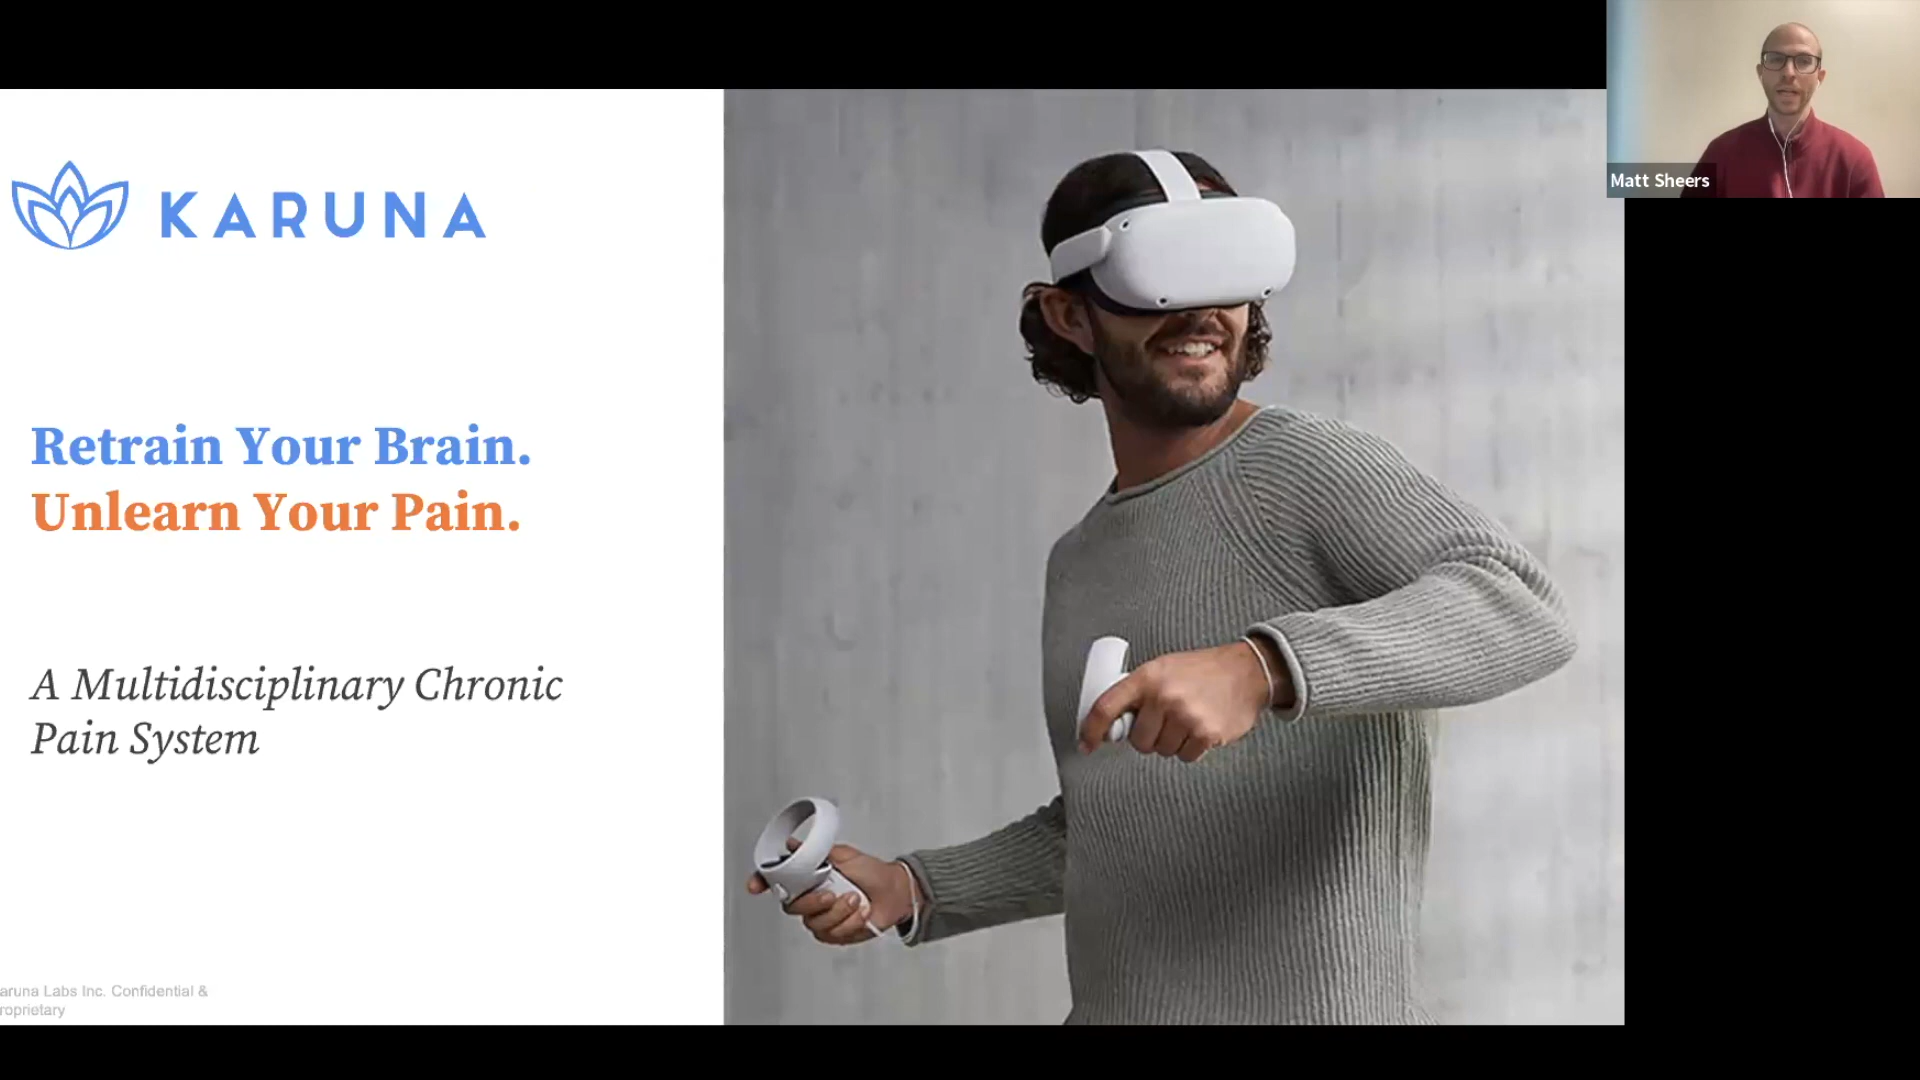 KARUNA
Matt Sheers
Retrain Your Brain.
Unlearn Your Pain.
A Multidisciplinary Chronic
Pain System
aruna Labs Inc. Confidential &
roprietary